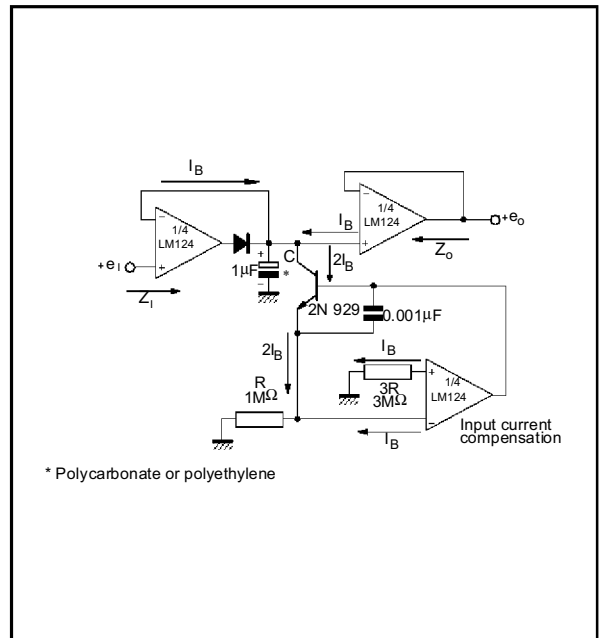 I_B
−
1/4
LM124
+
+e_I
Z_I
+
1µF
*
−
C
−
1/4
LM124
+
I_B
+e_o
Z_o
2I_B
2N 929
0.001µF
2I_B
I_B
R
1MΩ
3R
3MΩ
+
1/4
LM124
−
I_B
Input current
compensation
* Polycarbonate or polyethylene